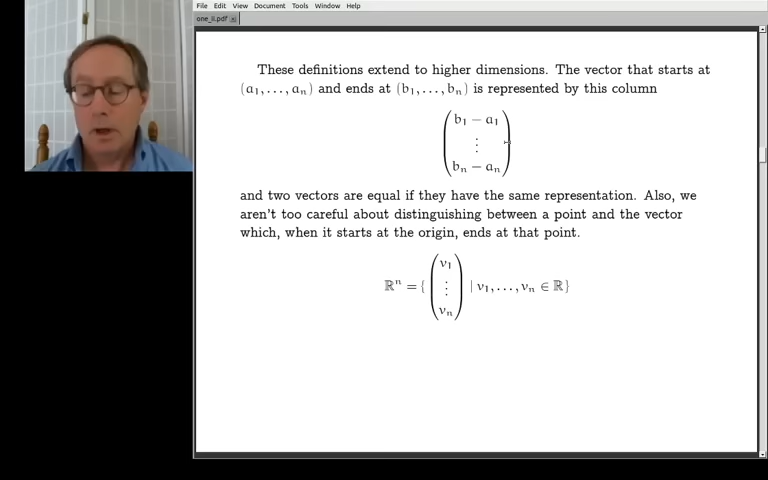 File Edit View Document Tools Window Help
one_ii.pdf
These definitions extend to higher dimensions. The vector that starts at
(a₁,...,aₙ) and ends at (b₁,...,bₙ) is represented by this column
b₁ − a₁
⋮
bₙ − aₙ
and two vectors are equal if they have the same representation. Also, we
aren't too careful about distinguishing between a point and the vector
which, when it starts at the origin, ends at that point.
v₁
ℝⁿ = { ⋮ | v₁,...,vₙ ∈ ℝ}
vₙ